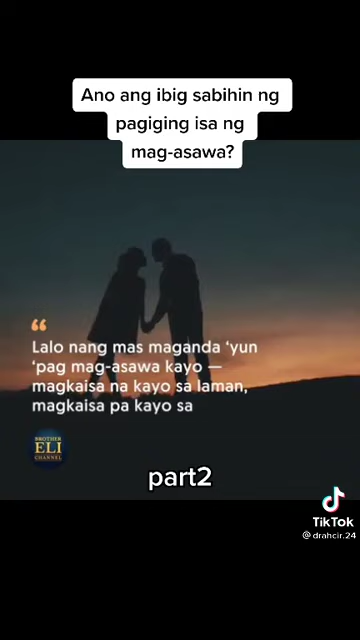 Ano ang ibig sabihin ng
pagiging isa ng
mag-asawa?
“
Lalo nang mas maganda ‘yun
‘pag mag-asawa kayo —
magkaisa na kayo sa laman,
magkaisa pa kayo sa
BROTHER
ELI
CHANNEL
part2
TikTok
@drahcir.24